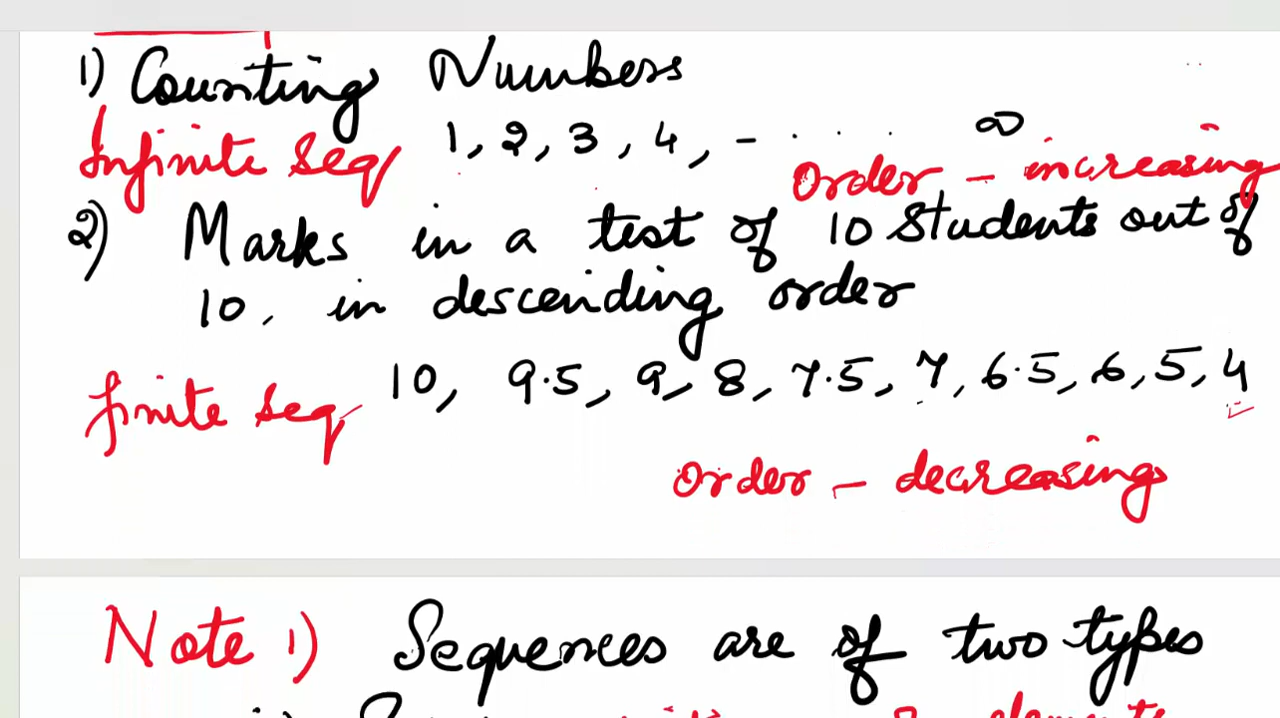 1) Counting Numbers
Infinite Seq 1, 2, 3, 4, - . . . . ∞
Order - increasing
2) Marks in a test of 10 Students out of
10, in descending order
finite Seq 10, 9.5, 9, 8, 7.5, 7, 6.5, 6, 5, 4
Order - decreasing
Note 1) Sequences are of two types
elements